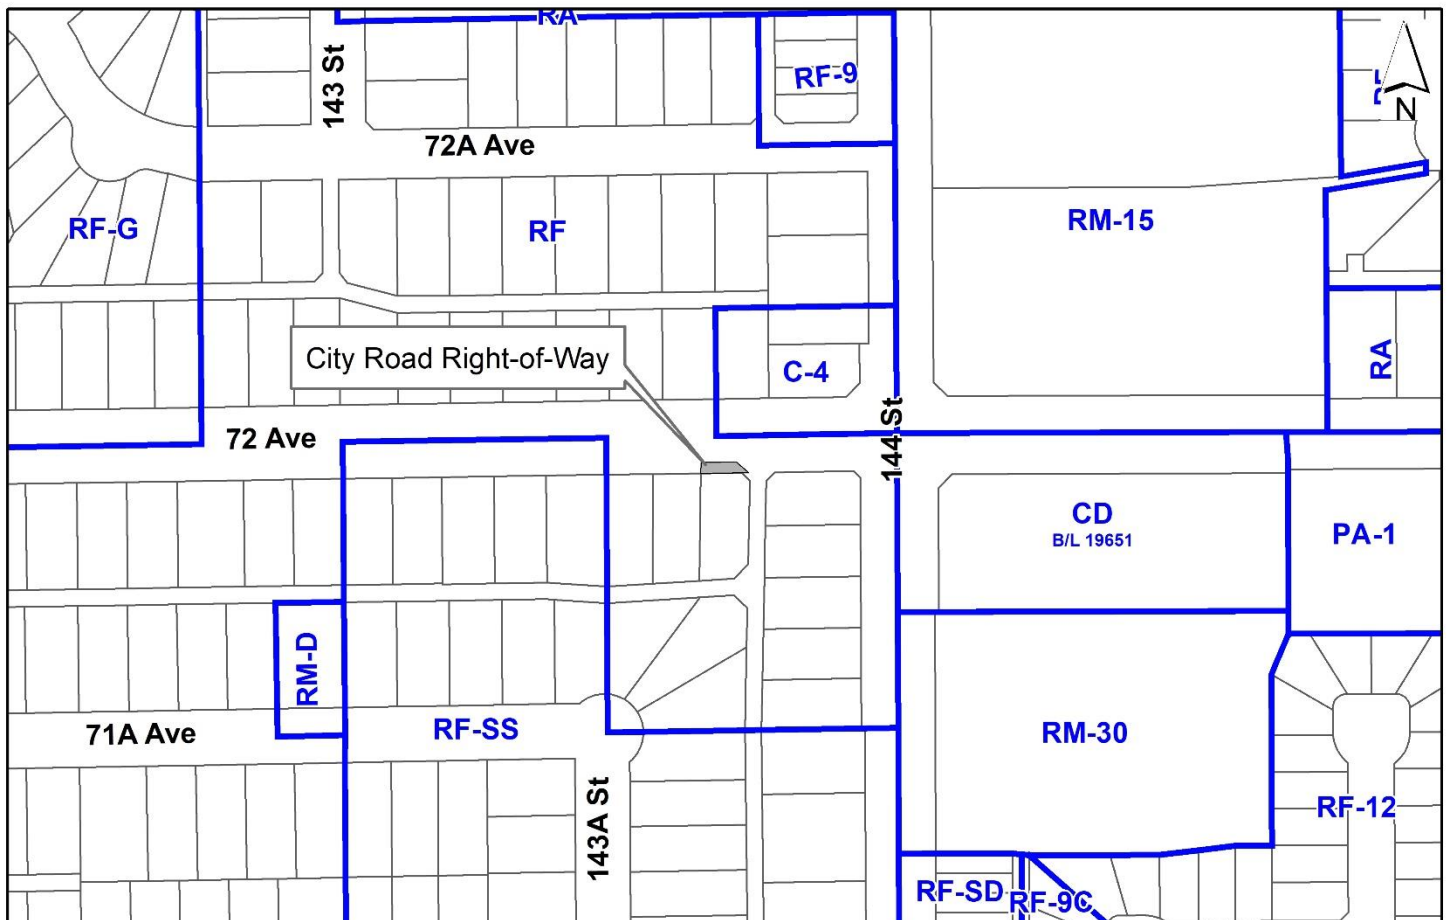 RA
143 St
RF-9
N
72A Ave
RF-G
RF
RM-15
City Road Right-of-Way
C-4
RA
144 St
72 Ave
CD
B/L 19651
PA-1
RM-D
71A Ave
RF-SS
RM-30
143A St
RF-12
RF-SD
RF-9C